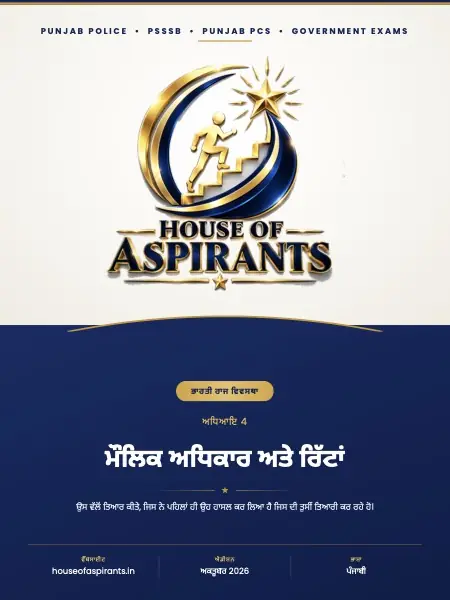 PUNJAB POLICE • PSSSB • PUNJAB PCS • GOVERNMENT EXAMS
HOUSE OF
ASPIRANTS
ਭਾਰਤੀ ਰਾਜ ਵਿਵਸਥਾ
ਅਧਿਆਇ 4
ਮੌਲਿਕ ਅਧਿਕਾਰ ਅਤੇ ਰਿੱਟਾਂ
ਉਸ ਵੱਲੋਂ ਤਿਆਰ ਕੀਤੇ, ਜਿਸ ਨੇ ਪਹਿਲਾਂ ਹੀ ਉਹ ਹਾਸਲ ਕਰ ਲਿਆ ਹੈ ਜਿਸ ਦੀ ਤੁਸੀਂ ਤਿਆਰੀ ਕਰ ਰਹੇ ਹੋ।
ਵੈੱਬਸਾਈਟ ਐਡੀਸ਼ਨ ਭਾਸ਼ਾ
houseofaspirants.in ਅਕਤੂਬਰ 2026 ਪੰਜਾਬੀ